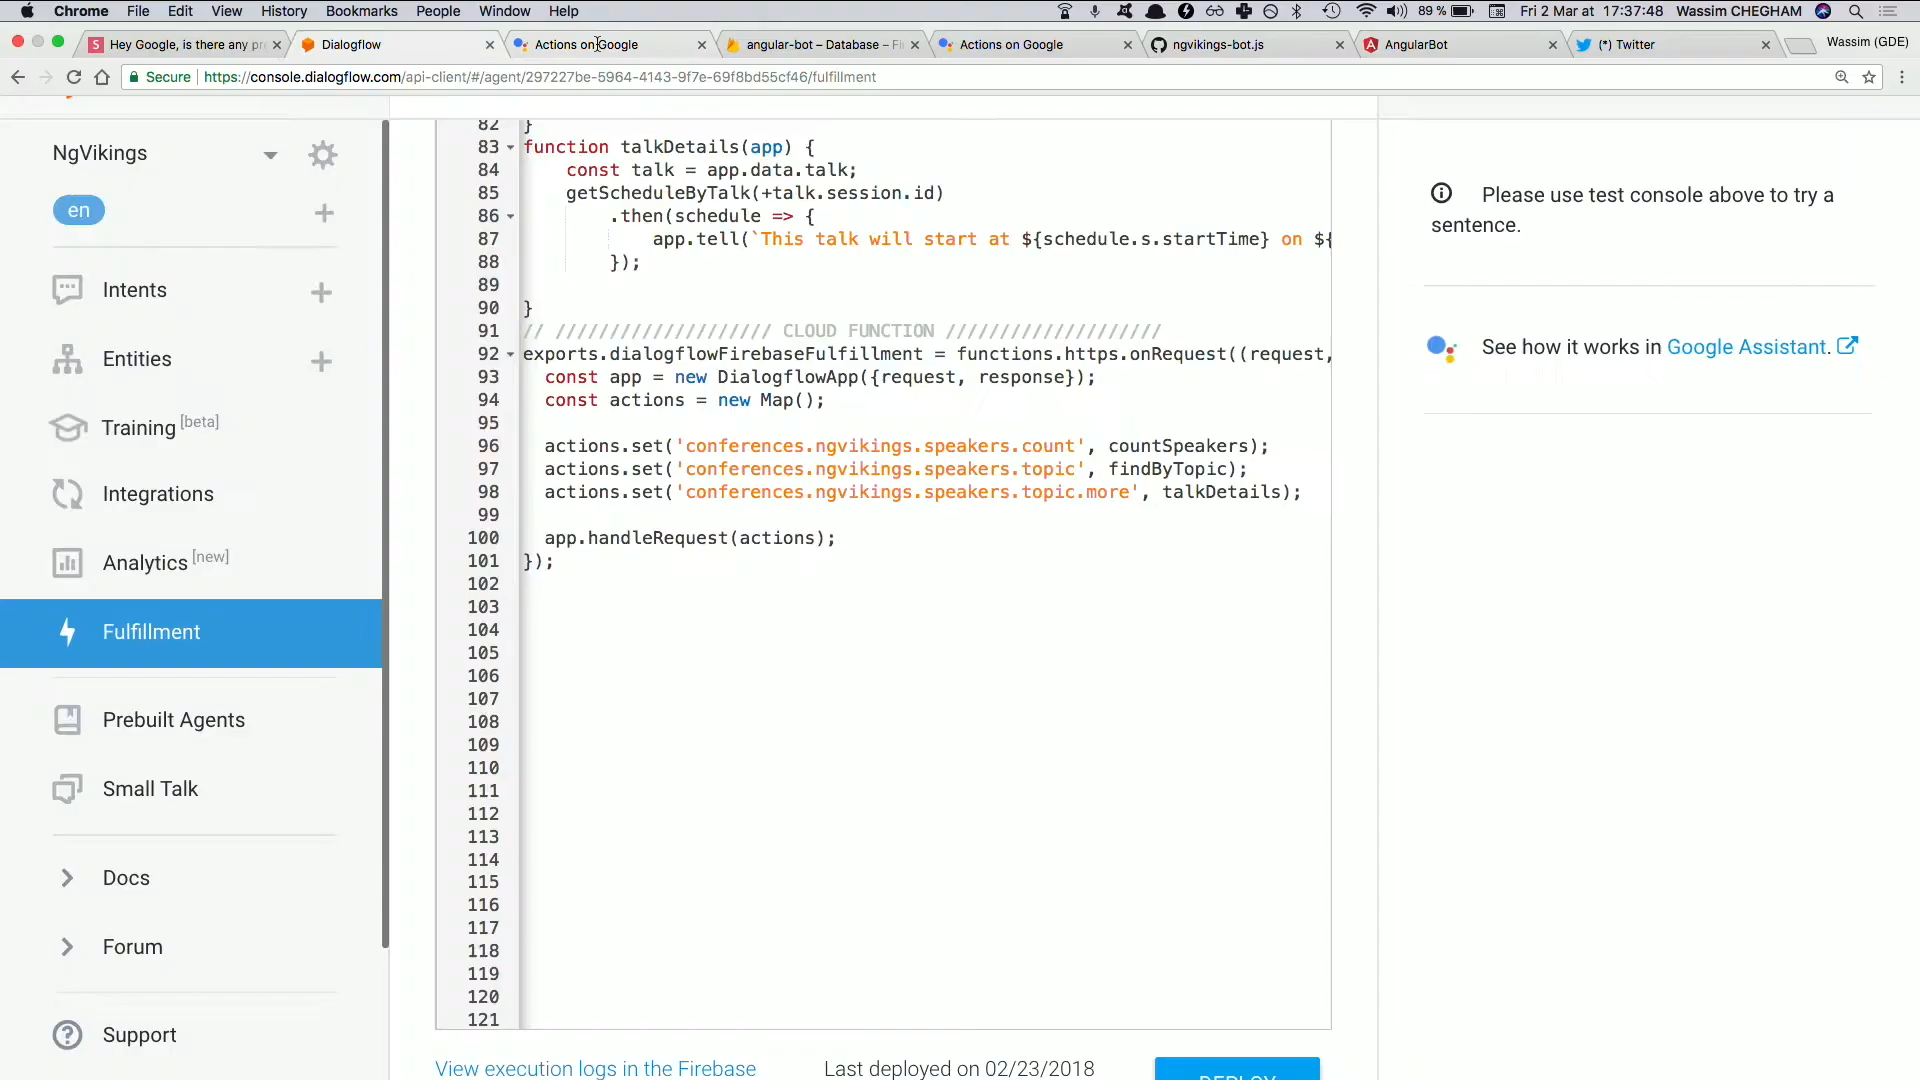 Chrome File Edit View History Bookmarks People Window Help 89 % Fri 2 Mar at 17:37:48 Wassim CHEGHAM
Hey Google, is there any pre
Dialogflow
Actions on Google
angular-bot – Database – Fi
Actions on Google
ngvikings-bot.js
AngularBot
(*) Twitter
Wassim (GDE)
Secure https://console.dialogflow.com/api-client/#/agent/297227be-5964-4143-9f7e-69f8bd55cf46/fulfillment
NgVikings
en
Intents
Entities
Training [beta]
Integrations
Analytics [new]
Fulfillment
Prebuilt Agents
Small Talk
Docs
Forum
Support
82 }
83 function talkDetails(app) {
84 const talk = app.data.talk;
85 getScheduleByTalk(+talk.session.id)
86 .then(schedule => {
87 app.tell(`This talk will start at ${schedule.s.startTime} on ${
88 });
89
90 }
91 // //////////////////// CLOUD FUNCTION ////////////////////
92 exports.dialogflowFirebaseFulfillment = functions.https.onRequest((request,
93 const app = new DialogflowApp({request, response});
94 const actions = new Map();
95
96 actions.set('conferences.ngvikings.speakers.count', countSpeakers);
97 actions.set('conferences.ngvikings.speakers.topic', findByTopic);
98 actions.set('conferences.ngvikings.speakers.topic.more', talkDetails);
99
100 app.handleRequest(actions);
101 });
102
103
104
105
106
107
108
109
110
111
112
113
114
115
116
117
118
119
120
121
View execution logs in the Firebase
Last deployed on 02/23/2018
DEPLOY
Please use test console above to try a
sentence.
See how it works in Google Assistant.